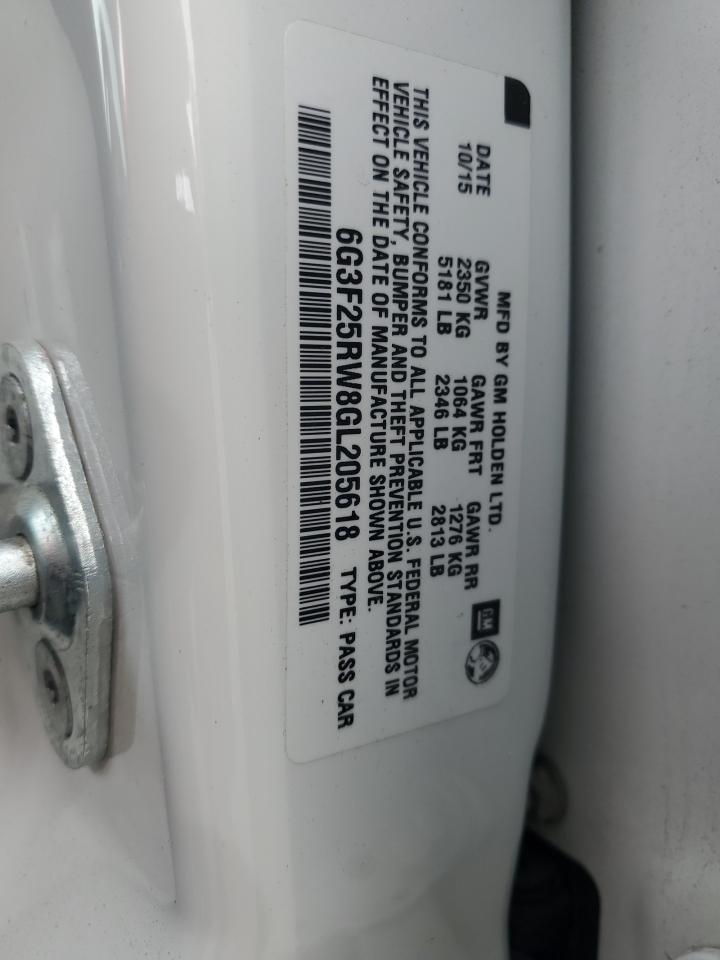 MFD BY GM HOLDEN LTD.
GM
DATE GVWR GAWR FRT GAWR RR
10/15 2350 KG 1064 KG 1276 KG
5181 LB 2346 LB 2813 LB
THIS VEHICLE CONFORMS TO ALL APPLICABLE U.S. FEDERAL MOTOR
VEHICLE SAFETY, BUMPER AND THEFT PREVENTION STANDARDS IN
EFFECT ON THE DATE OF MANUFACTURE SHOWN ABOVE.
6G3F25RW8GL205618 TYPE: PASS CAR